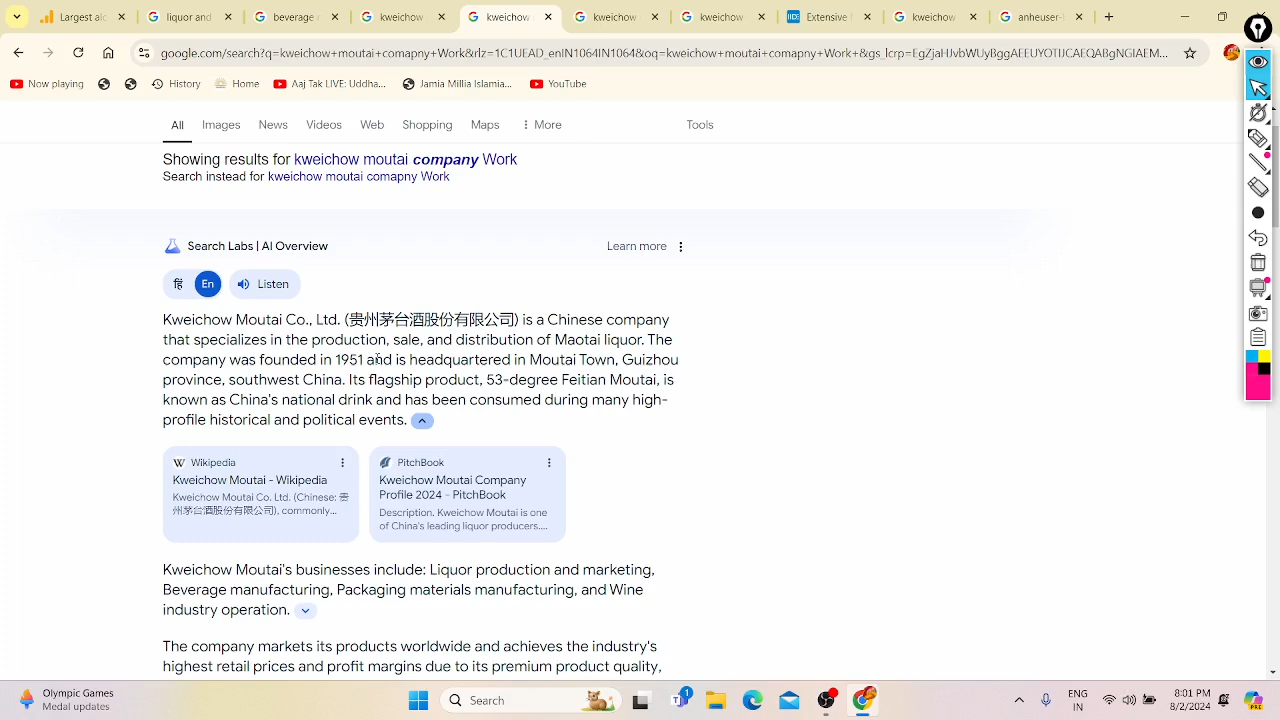 Largest al
liquor and
beverage
kweichow
kweichow
kweichow
kweichow
Extensive
kweichow
anheuser-l
google.com/search?q=kweichow+moutai+comapny+Work&rlz=1C1UEAD_enIN1064IN1064&oq=kweichow+moutai+comapny+Work+&gs_lcrp=EgZjaHJvbWUqBggAEEUYOTIJCAEQABgNGIAEM...
Now playing
History
Home
Aaj Tak LIVE: Uddha...
Jamia Millia Islamia...
YouTube
All Images News Videos Web Shopping Maps More Tools
Showing results for kweichow moutai company Work
Search instead for kweichow moutai comapny Work
Search Labs | AI Overview
Learn more
हि En Listen
Kweichow Moutai Co., Ltd. (贵州茅台酒股份有限公司) is a Chinese company
that specializes in the production, sale, and distribution of Maotai liquor. The
company was founded in 1951 and is headquartered in Moutai Town, Guizhou
province, southwest China. Its flagship product, 53-degree Feitian Moutai, is
known as China's national drink and has been consumed during many high-
profile historical and political events.
W Wikipedia
Kweichow Moutai - Wikipedia
Kweichow Moutai Co. Ltd. (Chinese: 贵
州茅台酒股份有限公司), commonly...
PitchBook
Kweichow Moutai Company
Profile 2024 - PitchBook
Description. Kweichow Moutai is one
of China's leading liquor producers....
Kweichow Moutai's businesses include: Liquor production and marketing,
Beverage manufacturing, Packaging materials manufacturing, and Wine
industry operation.
The company markets its products worldwide and achieves the industry's
highest retail prices and profit margins due to its premium product quality,
Olympic Games
Medal updates
Search
1
ENG
IN
8:01 PM
8/2/2024
PRE